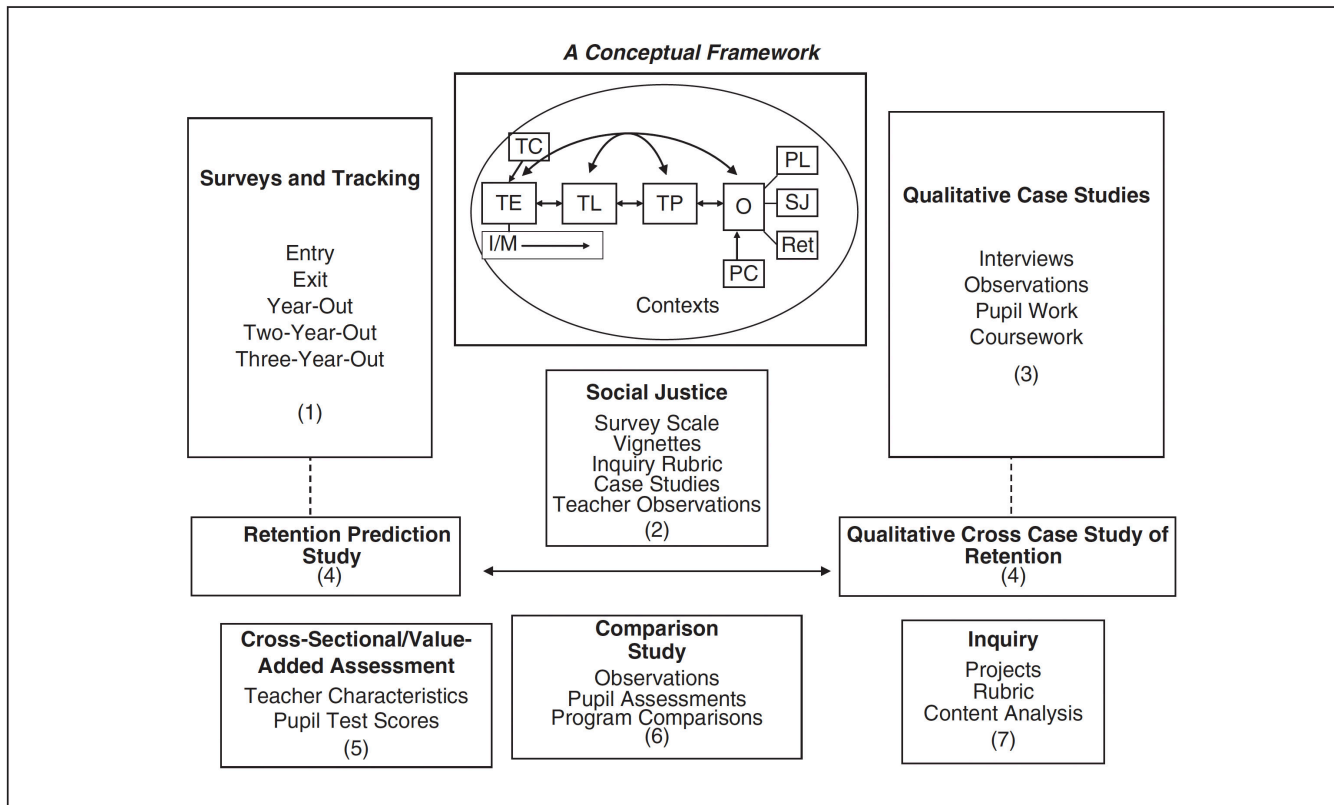 A Conceptual Framework
TC
TE
TL
TP
O
PL
SJ
Ret
I/M
PC
Contexts
Surveys and Tracking
Entry
Exit
Year-Out
Two-Year-Out
Three-Year-Out
(1)
Qualitative Case Studies
Interviews
Observations
Pupil Work
Coursework
(3)
Social Justice
Survey Scale
Vignettes
Inquiry Rubric
Case Studies
Teacher Observations
(2)
Retention Prediction
Study
(4)
Qualitative Cross Case Study of
Retention
(4)
Cross-Sectional/Value-
Added Assessment
Teacher Characteristics
Pupil Test Scores
(5)
Comparison
Study
Observations
Pupil Assessments
Program Comparisons
(6)
Inquiry
Projects
Rubric
Content Analysis
(7)